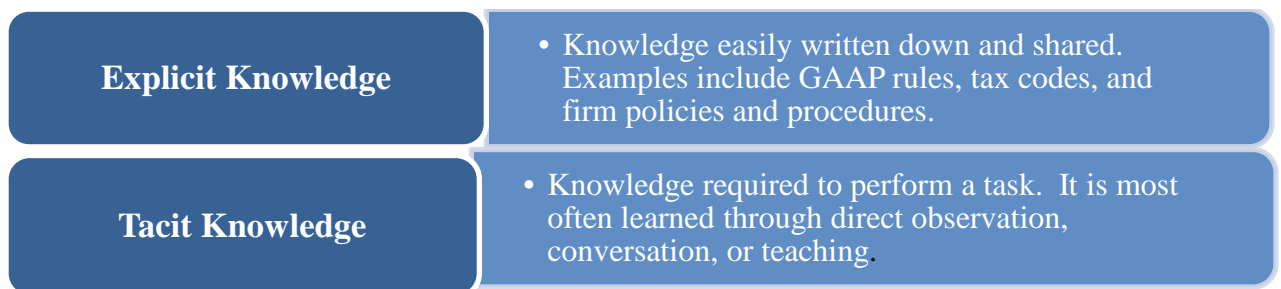 Explicit Knowledge
• Knowledge easily written down and shared.
Examples include GAAP rules, tax codes, and
firm policies and procedures.
Tacit Knowledge
• Knowledge required to perform a task.  It is most
often learned through direct observation,
conversation, or teaching.